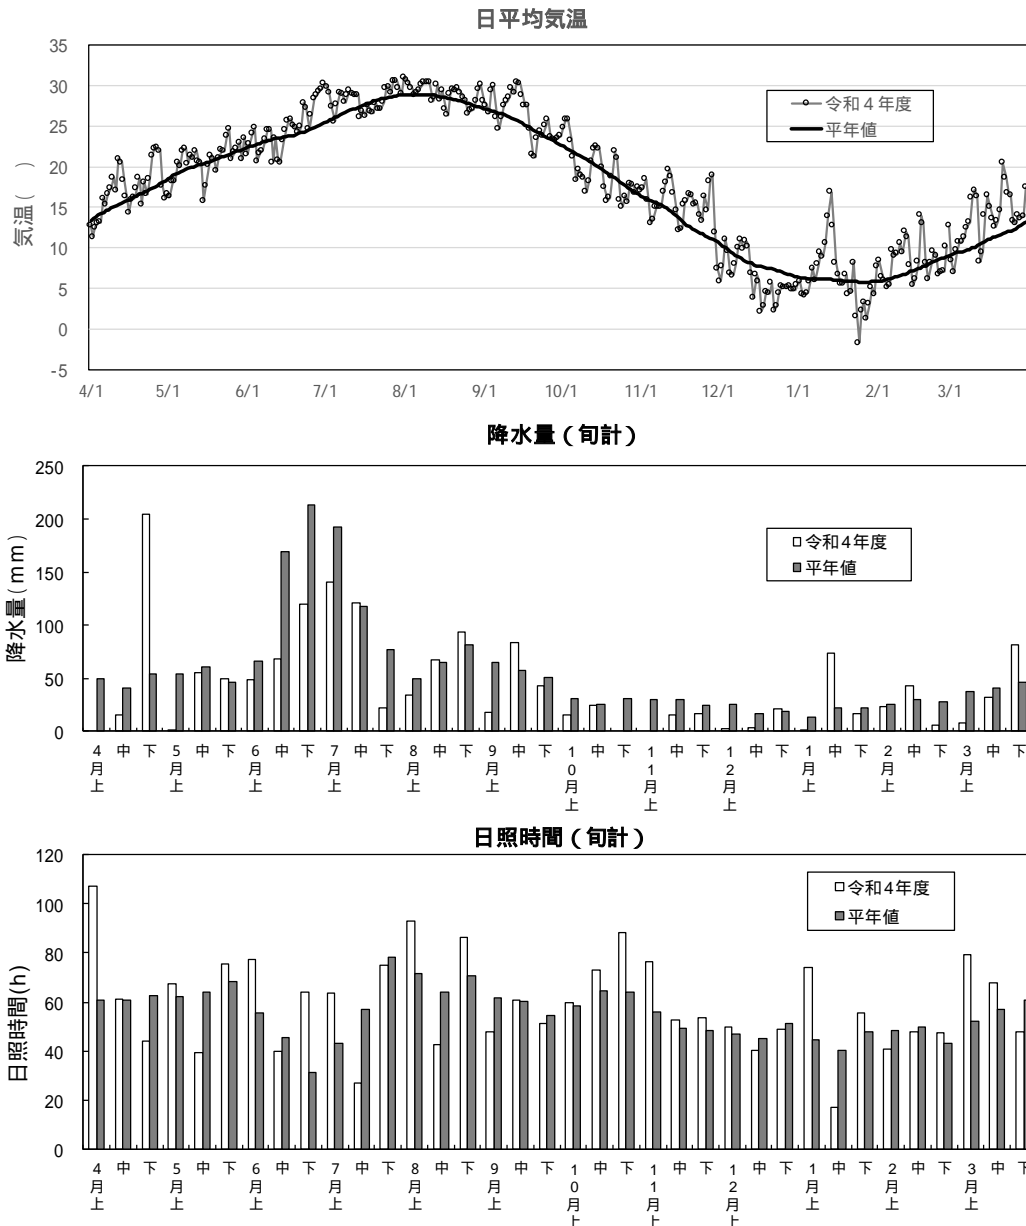 日平均気温
35
30
25
20
15
10
5
0
-5
気温(　)
令和４年度
平年値
4/1 5/1 6/1 7/1 8/1 9/1 10/1 11/1 12/1 1/1 2/1 3/1
降水量（旬計）
250
200
150
100
50
0
降水量(mm)
令和4年度
平年値
4月上 中 下 5月上 中 下 6月上 中 下 7月上 中 下 8月上 中 下 9月上 中 下 10月上 中 下 11月上 中 下 12月上 中 下 1月上 中 下 2月上 中 下 3月上 中 下
日照時間（旬計）
120
100
80
60
40
20
0
日照時間(h)
令和4年度
平年値
4月上 中 下 5月上 中 下 6月上 中 下 7月上 中 下 8月上 中 下 9月上 中 下 10月上 中 下 11月上 中 下 12月上 中 下 1月上 中 下 2月上 中 下 3月上 中 下